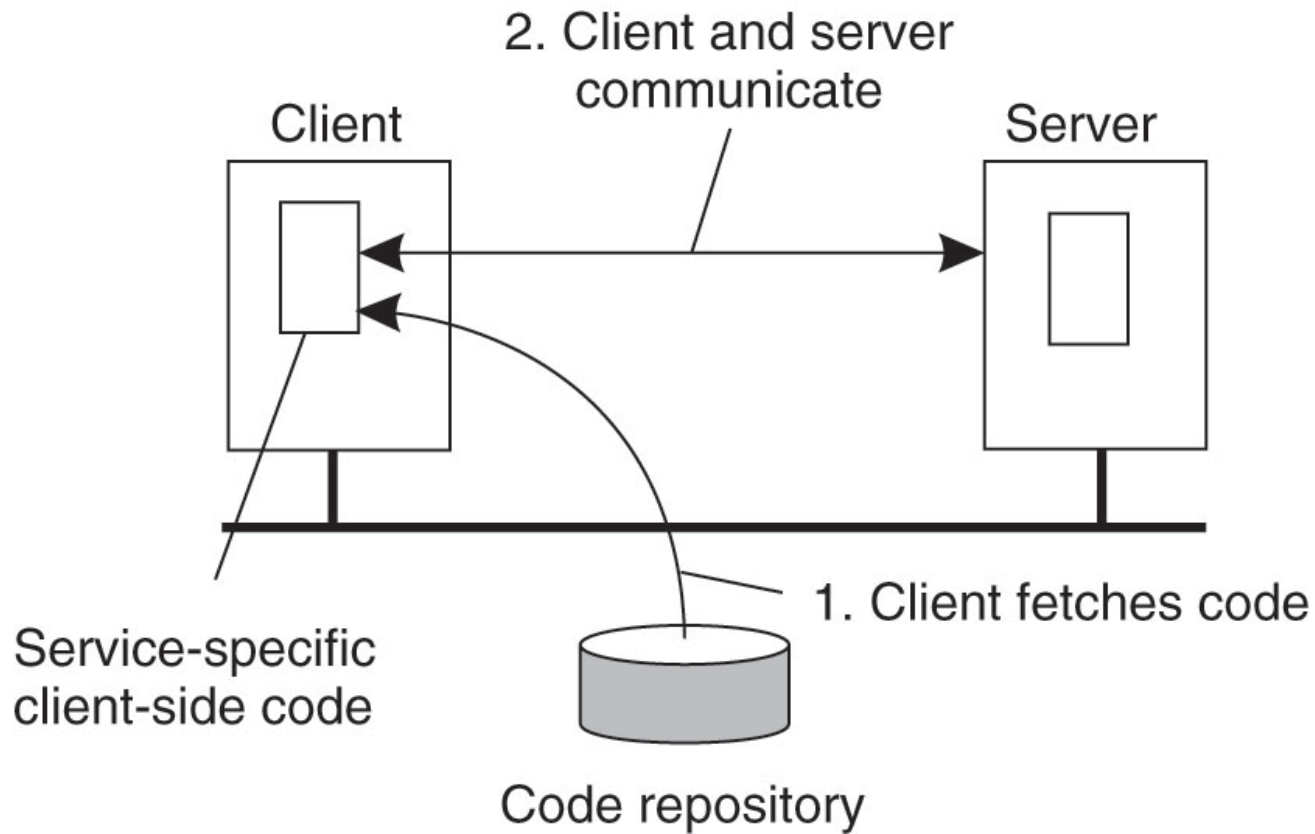 2. Client and server
communicate
Client
Server
1. Client fetches code
Service-specific
client-side code
Code repository